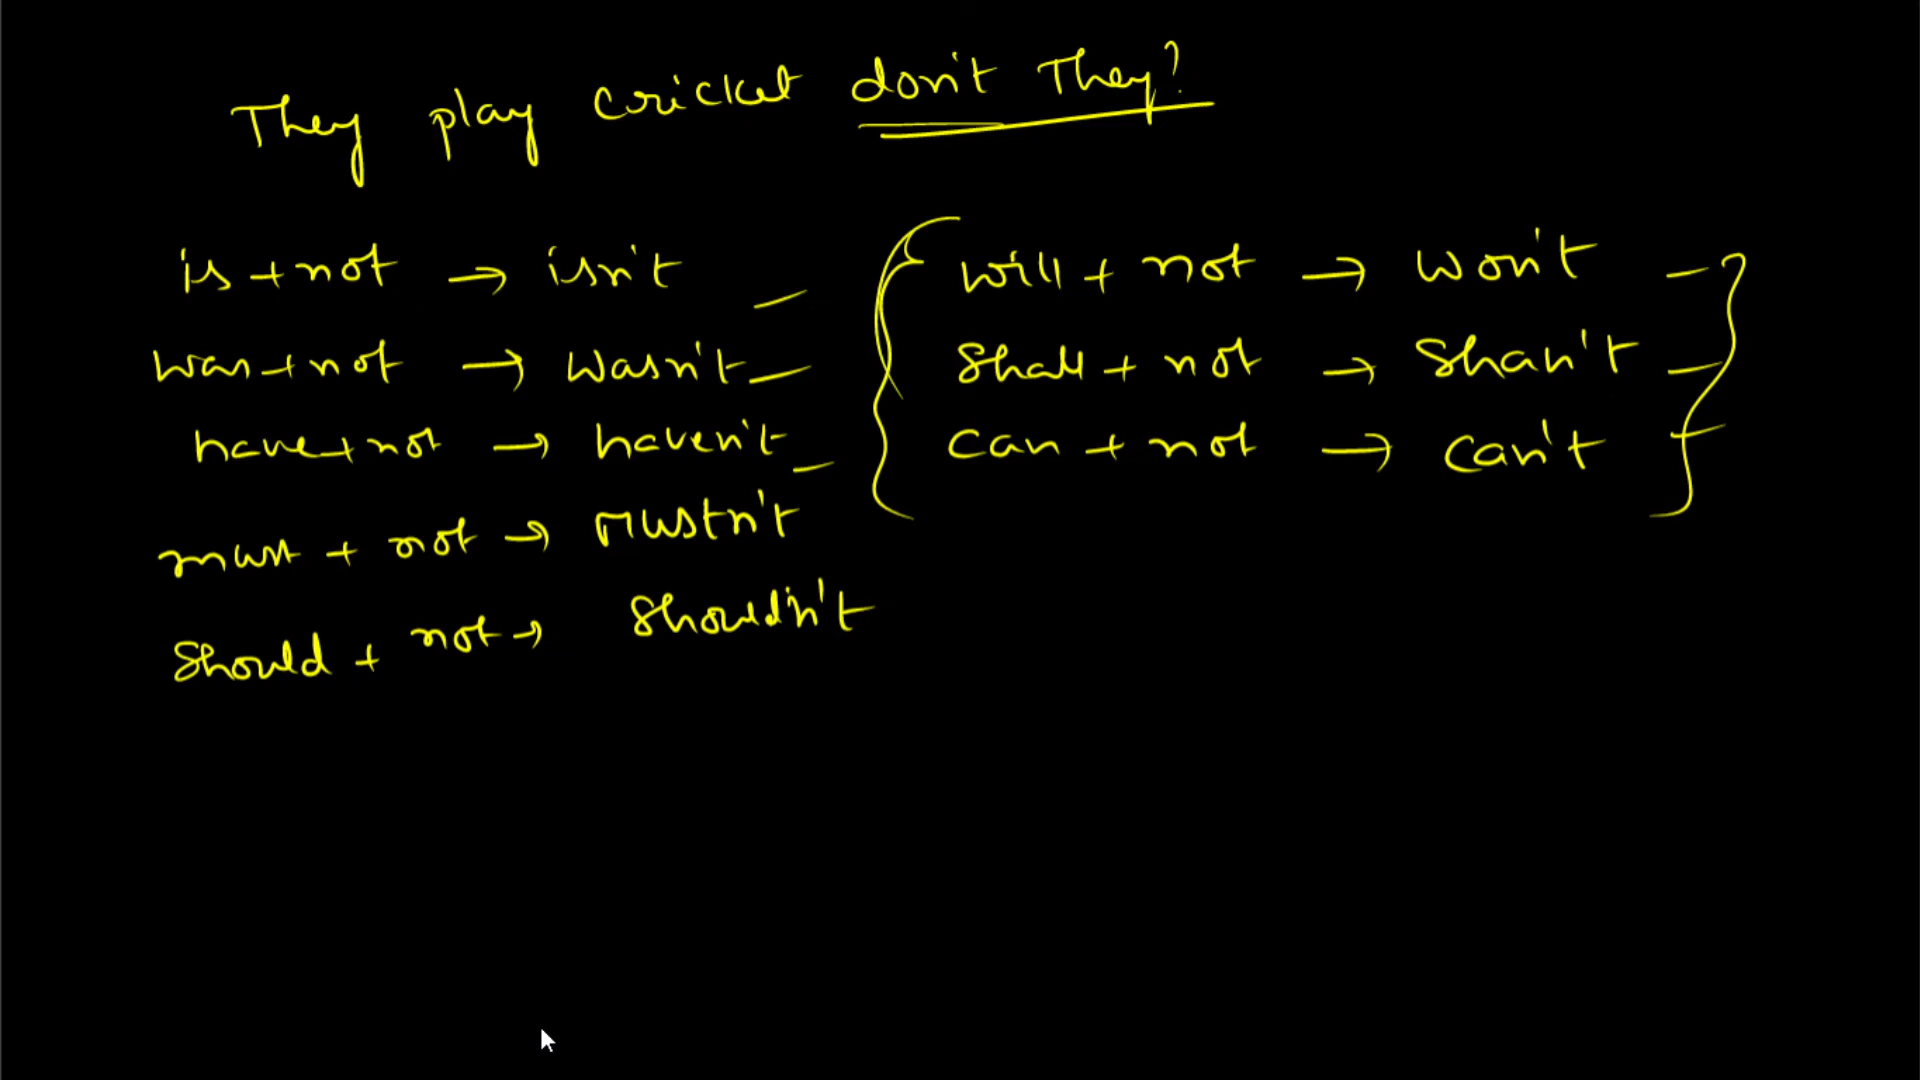 They play cricket don't They?
is + not → isn't –
was + not → wasn't –
have + not → haven't –
must + not → Mustn't
Should + not → Shouldn't
will + not → won't –
Shall + not → Shan't –
can + not → can't –